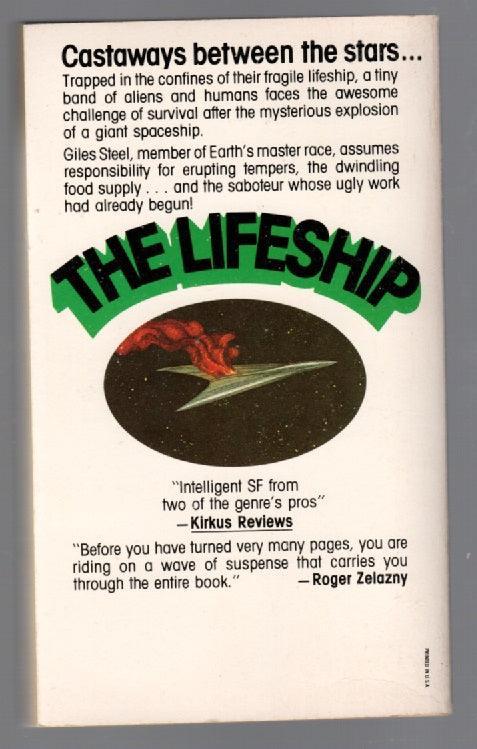 Castaways between the stars...
Trapped in the confines of their fragile lifeship, a tiny
band of aliens and humans faces the awesome
challenge of survival after the mysterious explosion
of a giant spaceship.
Giles Steel, member of Earth's master race, assumes
responsibility for erupting tempers, the dwindling
food supply . . . and the saboteur whose ugly work
had already begun!
THE LIFESHIP
"Intelligent SF from
two of the genre's pros"
—Kirkus Reviews
"Before you have turned very many pages, you are
riding on a wave of suspense that carries you
through the entire book." —Roger Zelazny
PRINTED IN U.S.A.